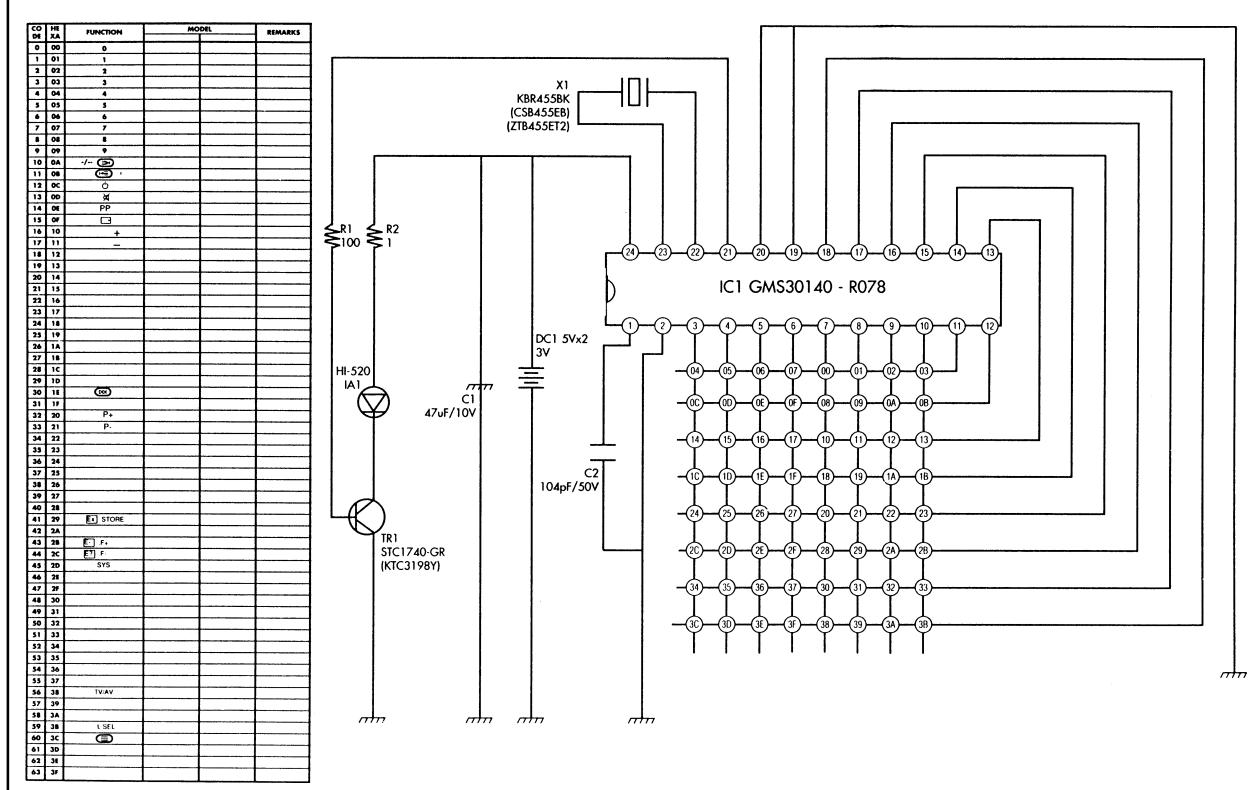 CO DE HE XA FUNCTION MODEL REMARKS
0 00 0
1 01 1
2 02 2
3 03 3
4 04 4
5 05 5
6 06 6
7 07 7
8 08 8
9 09 9
10 0A -/--
11 0B
12 0C
13 0D
14 0E PP
15 0F
16 10 +
17 11 –
18 12
19 13
20 14
21 15
22 16
23 17
24 18
25 19
26 1A
27 1B
28 1C
29 1D
30 1E
31 1F
32 20 P+
33 21 P-
34 22
35 23
36 24
37 25
38 26
39 27
40 28
41 29 STORE
42 2A
43 2B F+
44 2C F
45 2D SYS
46 2E
47 2F
48 30
49 31
50 32
51 33
52 34
53 35
54 36
55 37
56 38 TV/AV
57 39
58 3A
59 3B SEL
60 3C
61 3D
62 3E
63 3F
X1
KBR455BK
(CSB455EB)
(ZTB455ET2)
R1
100
R2
1
24 23 22 21 20 19 18 17 16 15 14 13
IC1 GMS30140 - R078
1 2 3 4 5 6 7 8 9 10 11 12
DC1 5Vx2
3V
HI-520
IA1
C1
47uF/10V
C2
104pF/50V
TR1
STC1740-GR
(KTC3198Y)
04 05 06 07 00 01 02 03
0C 0D 0E 0F 08 09 0A 0B
14 15 16 17 10 11 12 13
1C 1D 1E 1F 18 19 1A 1B
24 25 26 27 20 21 22 23
2C 2D 2E 2F 28 29 2A 2B
34 35 36 37 30 31 32 33
3C 3D 3E 3F 38 39 3A 3B